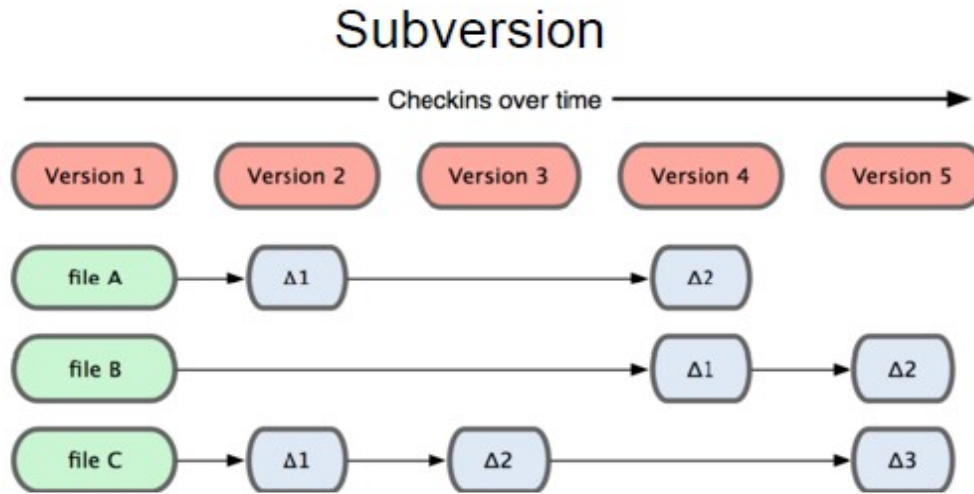 Subversion
Checkins over time
Version 1 Version 2 Version 3 Version 4 Version 5
file A Δ1 Δ2
file B Δ1 Δ2
file C Δ1 Δ2 Δ3